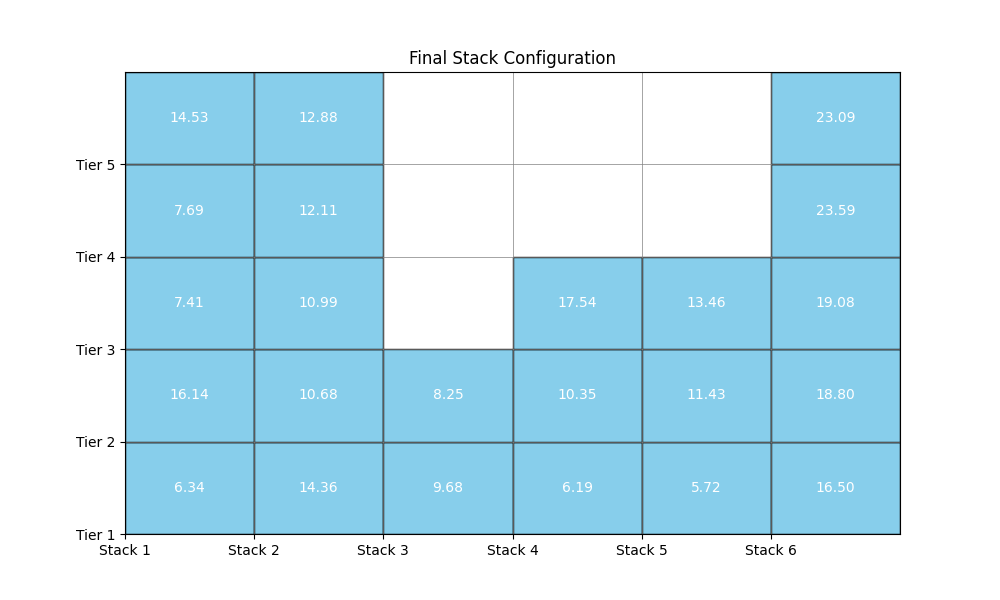 Final Stack Configuration
14.53 12.88 23.09
Tier 5
7.69 12.11 23.59
Tier 4
7.41 10.99 17.54 13.46 19.08
Tier 3
16.14 10.68 8.25 10.35 11.43 18.80
Tier 2
6.34 14.36 9.68 6.19 5.72 16.50
Tier 1
Stack 1 Stack 2 Stack 3 Stack 4 Stack 5 Stack 6